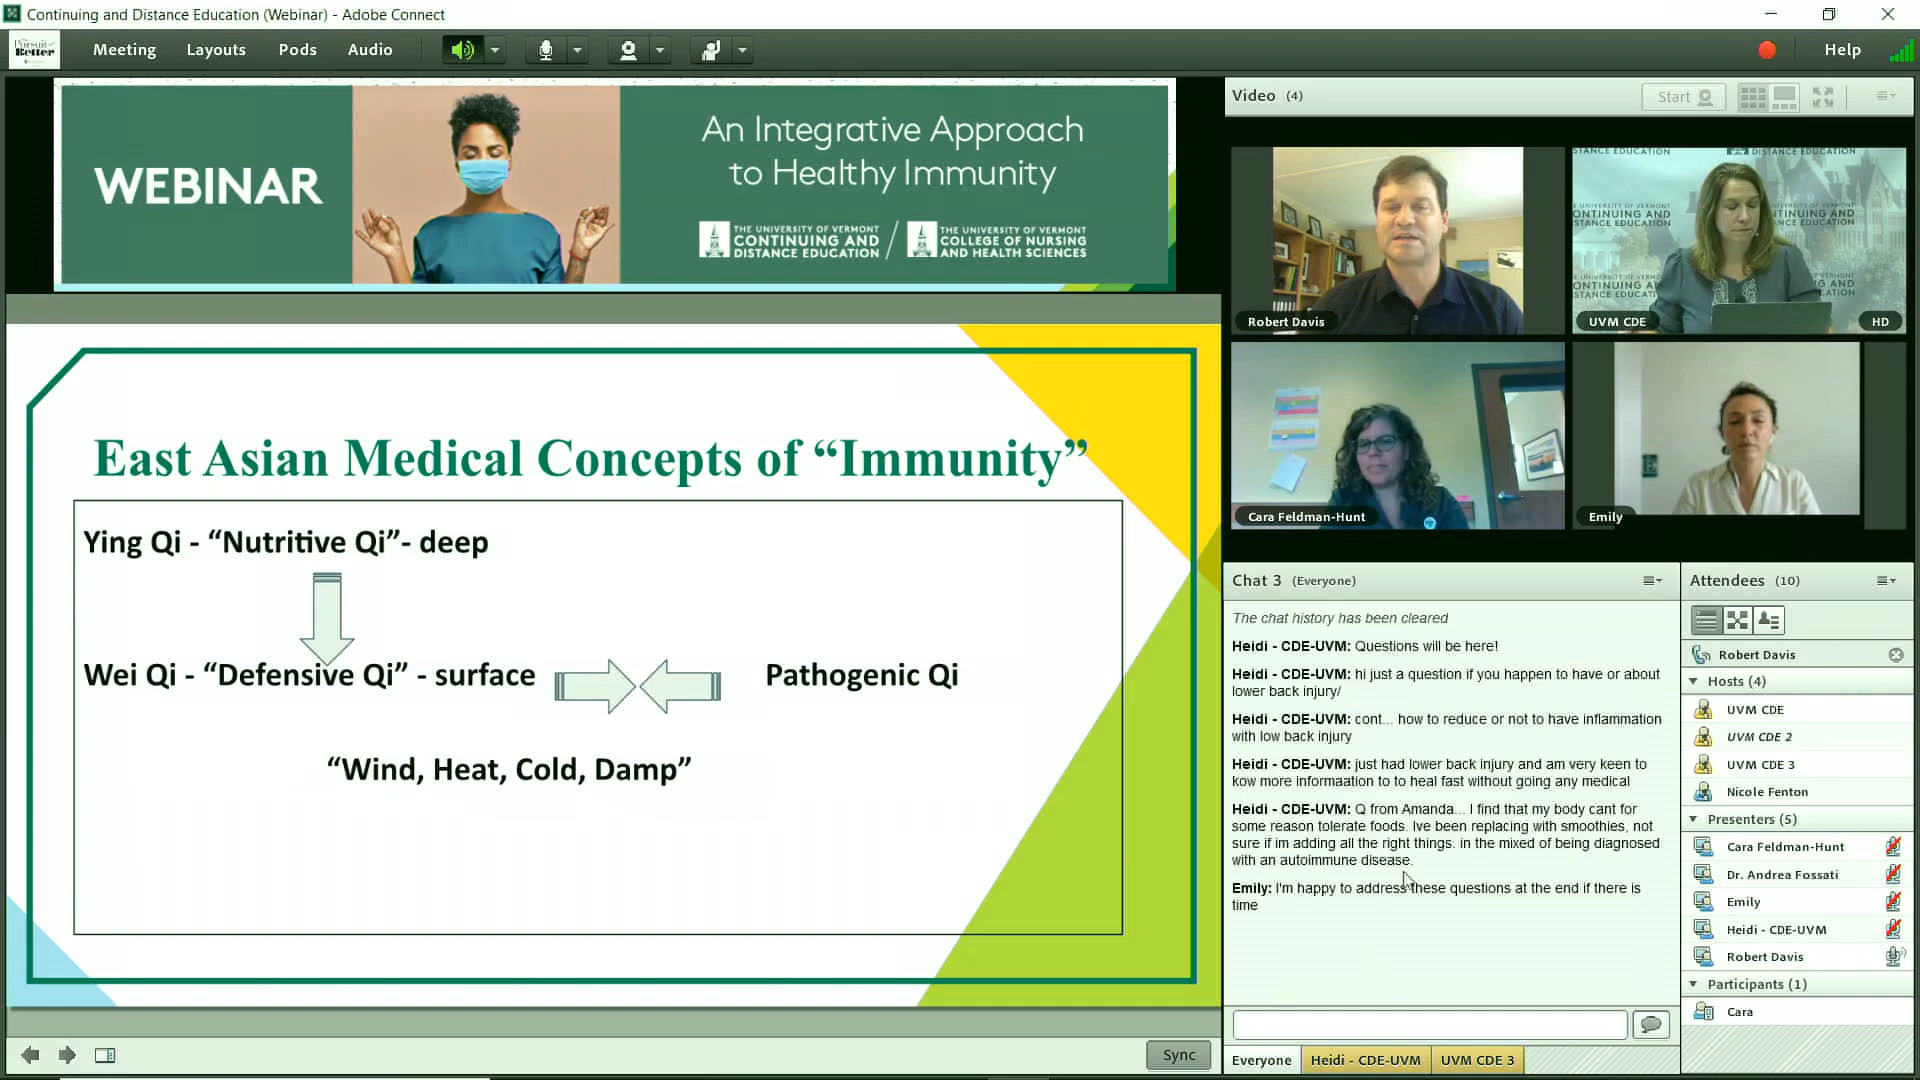 Continuing and Distance Education (Webinar) - Adobe Connect
Pursuit of
Better
Meeting
Layouts
Pods
Audio
Help
WEBINAR
An Integrative Approach
to Healthy Immunity
THE UNIVERSITY OF VERMONT
CONTINUING AND
DISTANCE EDUCATION
THE UNIVERSITY OF VERMONT
COLLEGE OF NURSING
AND HEALTH SCIENCES
East Asian Medical Concepts of “Immunity”
Ying Qi - “Nutritive Qi”- deep
Wei Qi - “Defensive Qi” - surface
Pathogenic Qi
“Wind, Heat, Cold, Damp”
Sync
Video (4)
Start
Robert Davis
DISTANCE EDUCATION
UVM CDE
HD
Cara Feldman-Hunt
Emily
Chat 3 (Everyone)
The chat history has been cleared
Heidi - CDE-UVM: Questions will be here!
Heidi - CDE-UVM: hi just a question if you happen to have or about
lower back injury/
Heidi - CDE-UVM: cont... how to reduce or not to have inflammation
with low back injury
Heidi - CDE-UVM: just had lower back injury and am very keen to
kow more informaation to to heal fast without going any medical
Heidi - CDE-UVM: Q from Amanda... I find that my body cant for
some reason tolerate foods. Ive been replacing with smoothies, not
sure if im adding all the right things. in the mixed of being diagnosed
with an autoimmune disease.
Emily: I'm happy to address these questions at the end if there is
time
Everyone
Heidi - CDE-UVM
UVM CDE 3
Attendees (10)
Robert Davis
Hosts (4)
UVM CDE
UVM CDE 2
UVM CDE 3
Nicole Fenton
Presenters (5)
Cara Feldman-Hunt
Dr. Andrea Fossati
Emily
Heidi - CDE-UVM
Robert Davis
Participants (1)
Cara